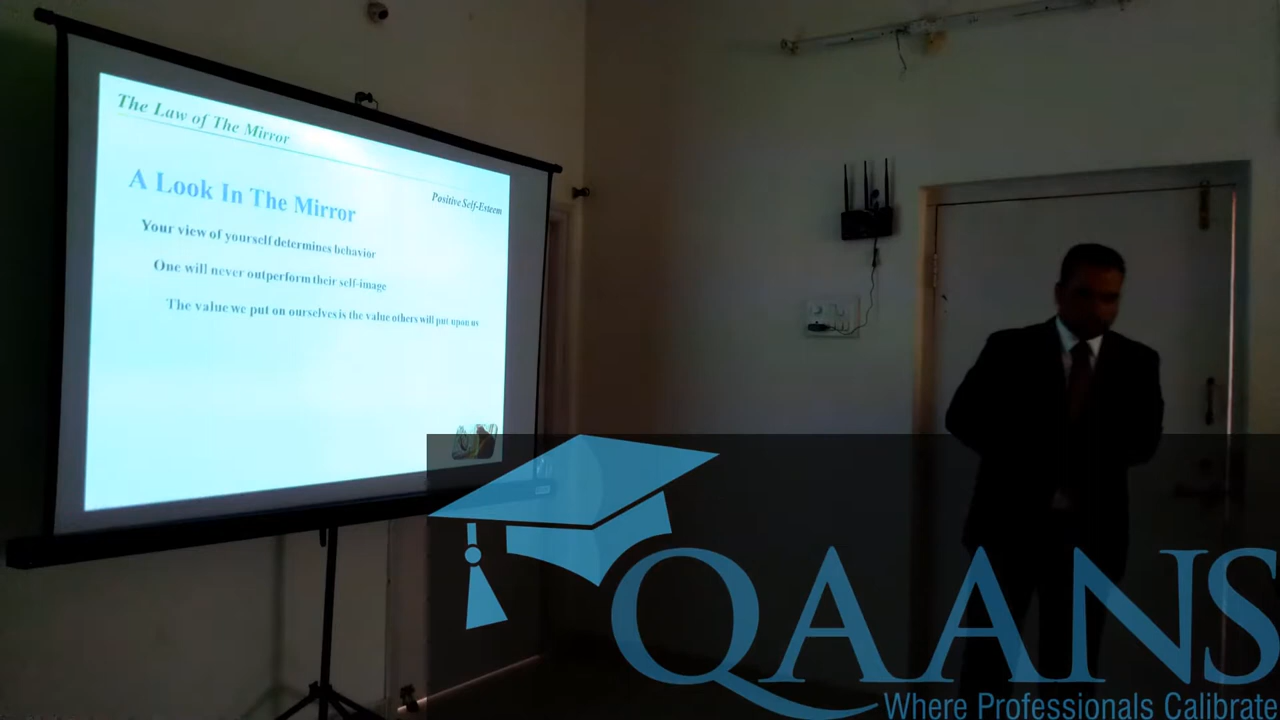 The Law of The Mirror
A Look In The Mirror
Positive Self-Esteem
Your view of yourself determines behavior
One will never outperform their self-image
The value we put on ourselves is the value others will put upon us
QAANS
Where Professionals Calibrate